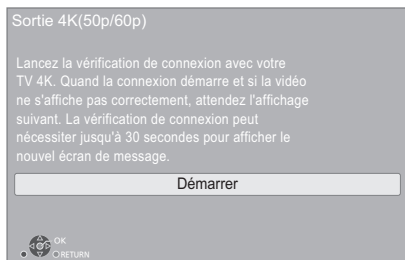 Sortie 4K(50p/60p)
Lancez la vérification de connexion avec votre
TV 4K. Quand la connexion démarre et si la vidéo
ne s'affiche pas correctement, attendez l'affichage
suivant. La vérification de connexion peut
nécessiter jusqu'à 30 secondes pour afficher le
nouvel écran de message.
Démarrer
OK
RETURN